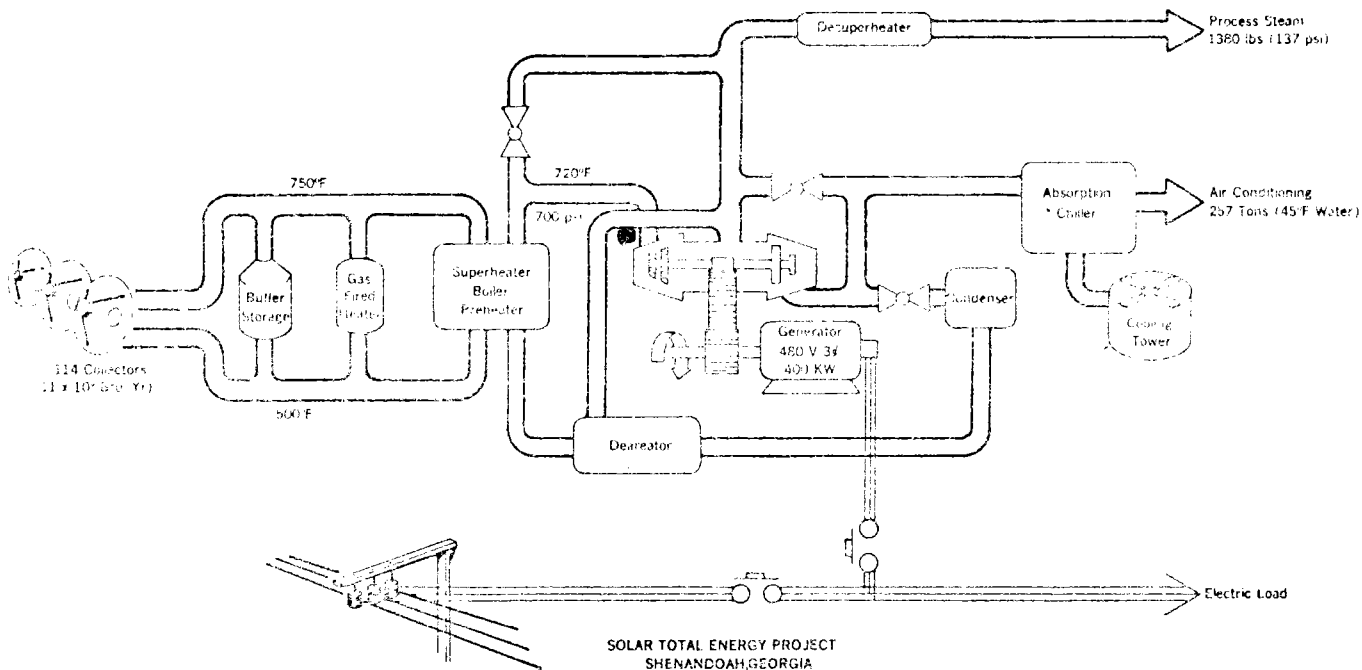 Process Steam
1380 lbs (137 psi)
Desuperheater
720°F
750°F
700 psi
Absorption
Chiller
Air Conditioning
257 Tons (45°F Water)
Superheater
Boiler
Preheater
Gas
Fired
Heater
Buffer
Storage
Condenser
Cooling
Tower
Generator
480 V 3ø
400 KW
114 Collectors
500°F
Deareator
Electric Load
SOLAR TOTAL ENERGY PROJECT
SHENANDOAH, GEORGIA